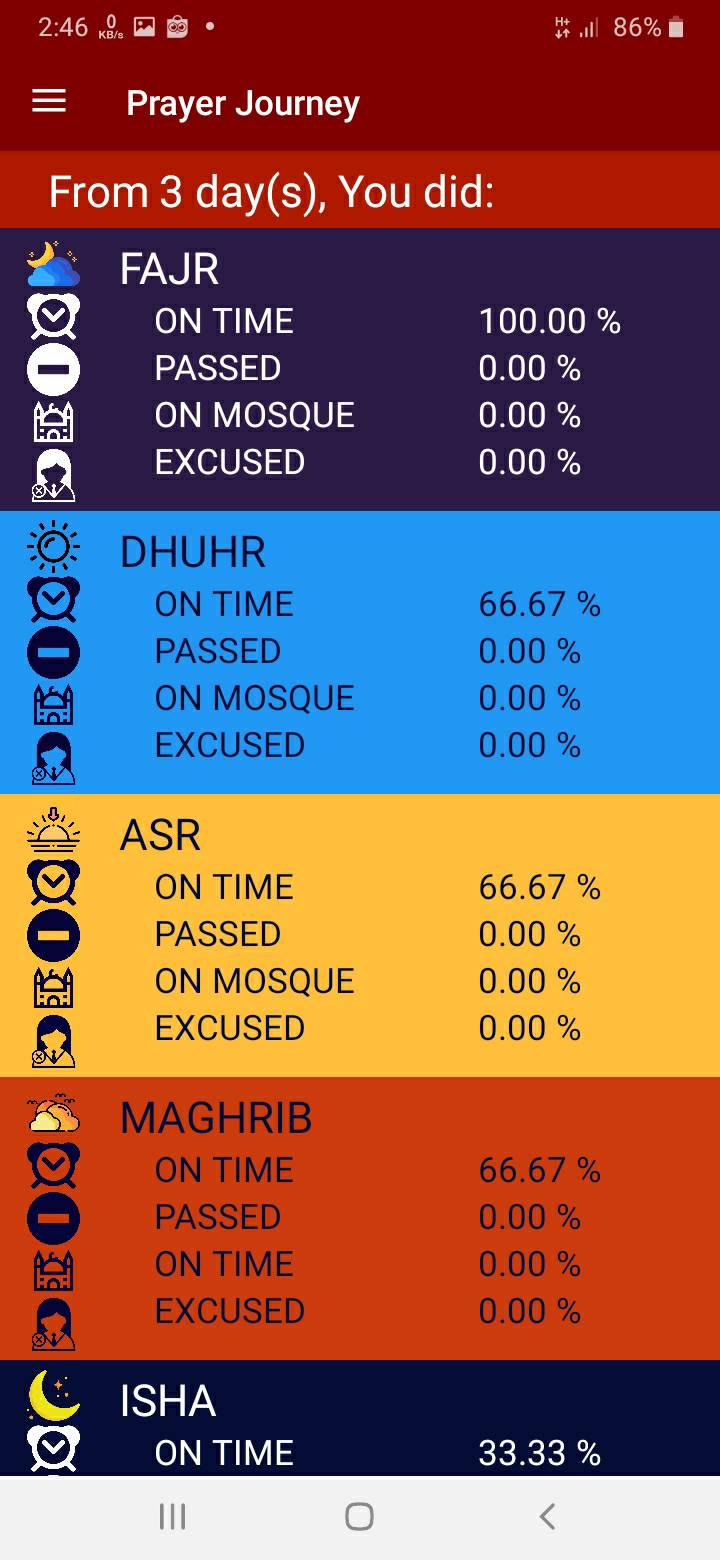 2:46 0 KB/s H+ 86%
Prayer Journey
From 3 day(s), You did:
FAJR
ON TIME 100.00 %
PASSED 0.00 %
ON MOSQUE 0.00 %
EXCUSED 0.00 %
DHUHR
ON TIME 66.67 %
PASSED 0.00 %
ON MOSQUE 0.00 %
EXCUSED 0.00 %
ASR
ON TIME 66.67 %
PASSED 0.00 %
ON MOSQUE 0.00 %
EXCUSED 0.00 %
MAGHRIB
ON TIME 66.67 %
PASSED 0.00 %
ON TIME 0.00 %
EXCUSED 0.00 %
ISHA
ON TIME 33.33 %